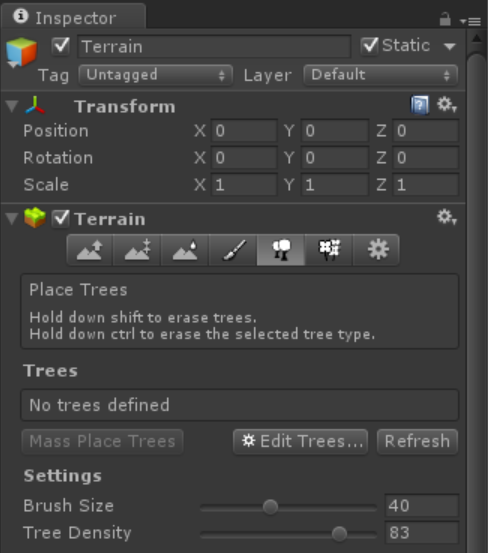 Inspector
Terrain Static
Tag Untagged Layer Default
Transform
Position X 0 Y 0 Z 0
Rotation X 0 Y 0 Z 0
Scale X 1 Y 1 Z 1
Terrain
Place Trees
Hold down shift to erase trees.
Hold down ctrl to erase the selected tree type.
Trees
No trees defined
Mass Place Trees Edit Trees... Refresh
Settings
Brush Size 40
Tree Density 83